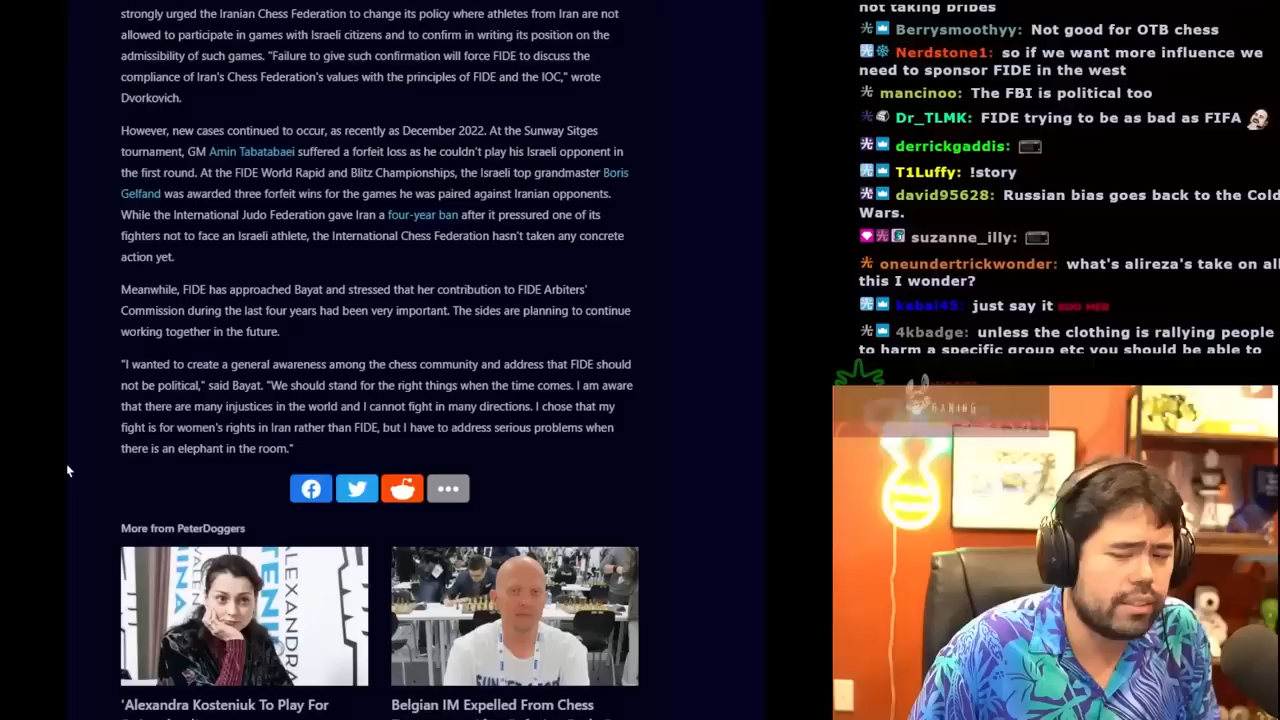 strongly urged the Iranian Chess Federation to change its policy where athletes from Iran are not
allowed to participate in games with Israeli citizens and to confirm in writing its position on the
admissibility of such games. "Failure to give such confirmation will force FIDE to discuss the
compliance of Iran's Chess Federation's values with the principles of FIDE and the IOC," wrote
Dvorkovich.
However, new cases continued to occur, as recently as December 2022. At the Sunway Sitges
tournament, GM Amin Tabatabaei suffered a forfeit loss as he couldn't play his Israeli opponent in
the first round. At the FIDE World Rapid and Blitz Championships, the Israeli top grandmaster Boris
Gelfand was awarded three forfeit wins for the games he was paired against Iranian opponents.
While the International Judo Federation gave Iran a four-year ban after it pressured one of its
fighters not to face an Israeli athlete, the International Chess Federation hasn't taken any concrete
action yet.
Meanwhile, FIDE has approached Bayat and stressed that her contribution to FIDE Arbiters'
Commission during the last four years had been very important. The sides are planning to continue
working together in the future.
"I wanted to create a general awareness among the chess community and address that FIDE should
not be political," said Bayat. "We should stand for the right things when the time comes. I am aware
that there are many injustices in the world and I cannot fight in many directions. I chose that my
fight is for women's rights in Iran rather than FIDE, but I have to address serious problems when
there is an elephant in the room."
More from PeterDoggers
ALEXANDRA
'Alexandra Kosteniuk To Play For
Belgian IM Expelled From Chess
not taking bribes
Berrysmoothyy: Not good for OTB chess
Nerdstone1: so if we want more influence we
need to sponsor FIDE in the west
mancinoo: The FBI is political too
Dr_TLMK: FIDE trying to be as bad as FIFA
derrickgaddis:
T1Luffy: !story
david95628: Russian bias goes back to the Cold
Wars.
suzanne_illy:
oneundertrickwonder: what's alireza's take on all
this I wonder?
just say it
4kbadge: unless the clothing is rallying people
to harm a specific group etc you should be able to